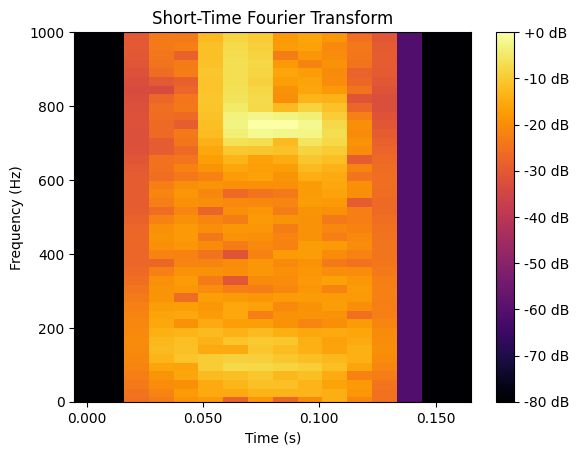 Short-Time Fourier Transform
1000
800
600
400
200
0
Frequency (Hz)
0.000
0.050
0.100
0.150
Time (s)
+0 dB
-10 dB
-20 dB
-30 dB
-40 dB
-50 dB
-60 dB
-70 dB
-80 dB